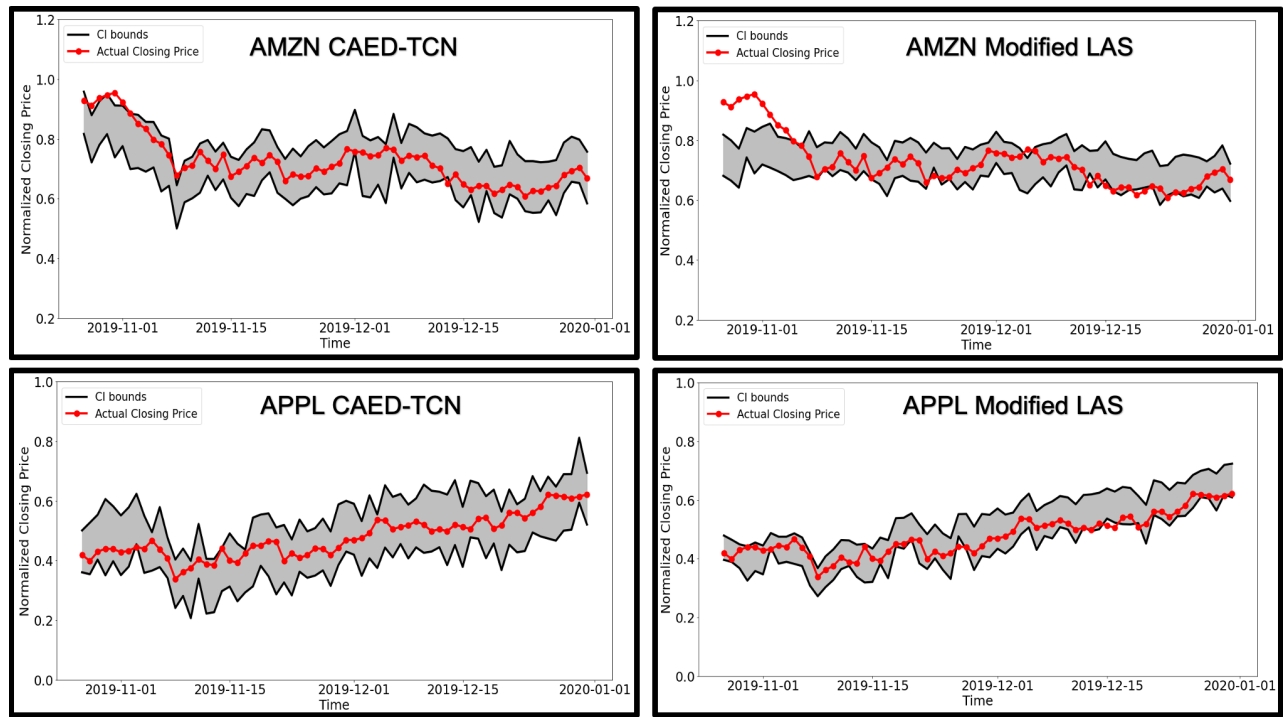 AMZN CAED-TCN
CI bounds
Actual Closing Price
Normalized Closing Price
1.2
1.0
0.8
0.6
0.4
0.2
2019-11-01
2019-11-15
2019-12-01
2019-12-15
2020-01-01
Time
AMZN Modified LAS
CI bounds
Actual Closing Price
Normalized Closing Price
1.2
1.0
0.8
0.6
0.4
0.2
2019-11-01
2019-11-15
2019-12-01
2019-12-15
2020-01-01
Time
APPL CAED-TCN
CI bounds
Actual Closing Price
Normalized Closing Price
1.0
0.8
0.6
0.4
0.2
0.0
2019-11-01
2019-11-15
2019-12-01
2019-12-15
2020-01-01
Time
APPL Modified LAS
CI bounds
Actual Closing Price
Normalized Closing Price
1.0
0.8
0.6
0.4
0.2
0.0
2019-11-01
2019-11-15
2019-12-01
2019-12-15
2020-01-01
Time